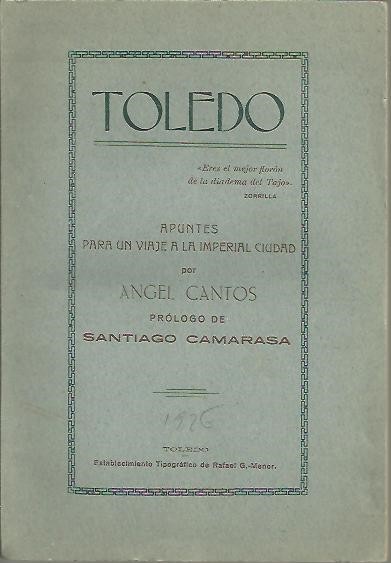 TOLEDO
«Eres el mejor florón
de la diadema del Tajo».
ZORRILLA
APUNTES
PARA UN VIAJE A LA IMPERIAL CIUDAD
por
ANGEL CANTOS
PRÓLOGO DE
SANTIAGO CAMARASA
1926
TOLEDO
Establecimiento Tipográfico de Rafael G.-Menor.